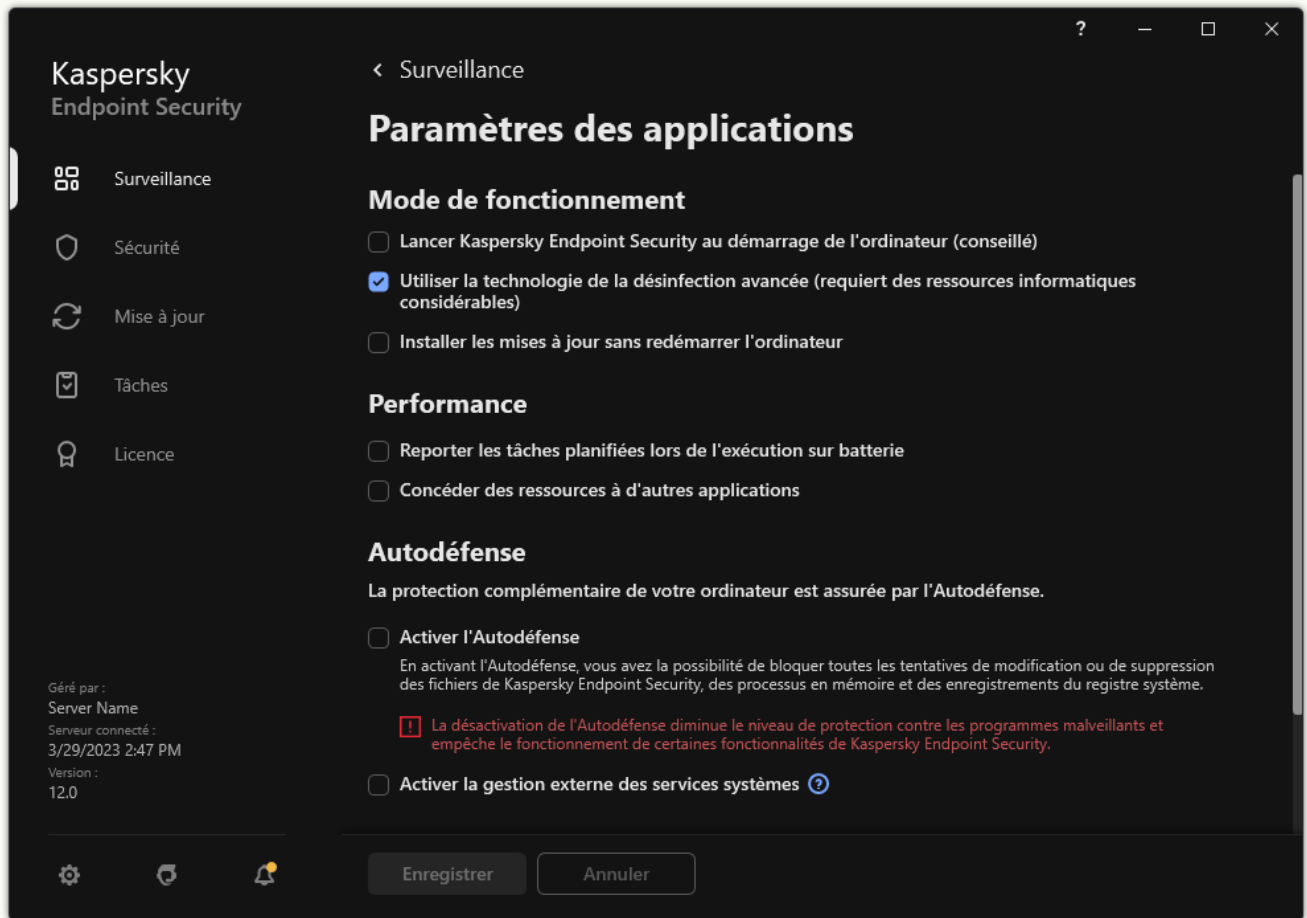 ?
Kaspersky
Endpoint Security
Surveillance
Sécurité
Mise à jour
Tâches
Licence
Géré par :
Server Name
Serveur connecté :
3/29/2023 2:47 PM
Version :
12.0
Surveillance
Paramètres des applications
Mode de fonctionnement
Lancer Kaspersky Endpoint Security au démarrage de l'ordinateur (conseillé)
Utiliser la technologie de la désinfection avancée (requiert des ressources informatiques
considérables)
Installer les mises à jour sans redémarrer l'ordinateur
Performance
Reporter les tâches planifiées lors de l'exécution sur batterie
Concéder des ressources à d'autres applications
Autodéfense
La protection complémentaire de votre ordinateur est assurée par l'Autodéfense.
Activer l'Autodéfense
En activant l'Autodéfense, vous avez la possibilité de bloquer toutes les tentatives de modification ou de suppression
des fichiers de Kaspersky Endpoint Security, des processus en mémoire et des enregistrements du registre système.
! La désactivation de l'Autodéfense diminue le niveau de protection contre les programmes malveillants et
empêche le fonctionnement de certaines fonctionnalités de Kaspersky Endpoint Security.
Activer la gestion externe des services systèmes ?
Enregistrer
Annuler